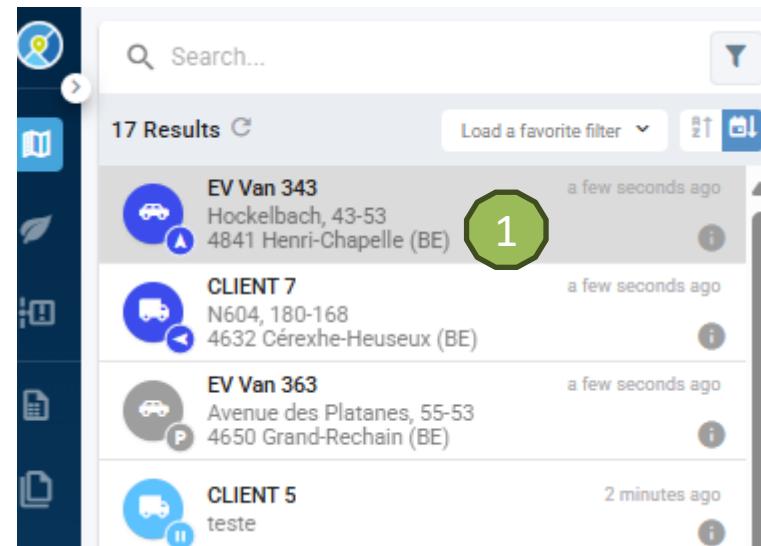 Search...
17 Results
Load a favorite filter
EV Van 343
a few seconds ago
Hockelbach, 43-53
4841 Henri-Chapelle (BE)
1
CLIENT 7
a few seconds ago
N604, 180-168
4632 Cérexhe-Heuseux (BE)
EV Van 363
a few seconds ago
Avenue des Platanes, 55-53
4650 Grand-Rechain (BE)
P
CLIENT 5
2 minutes ago
teste